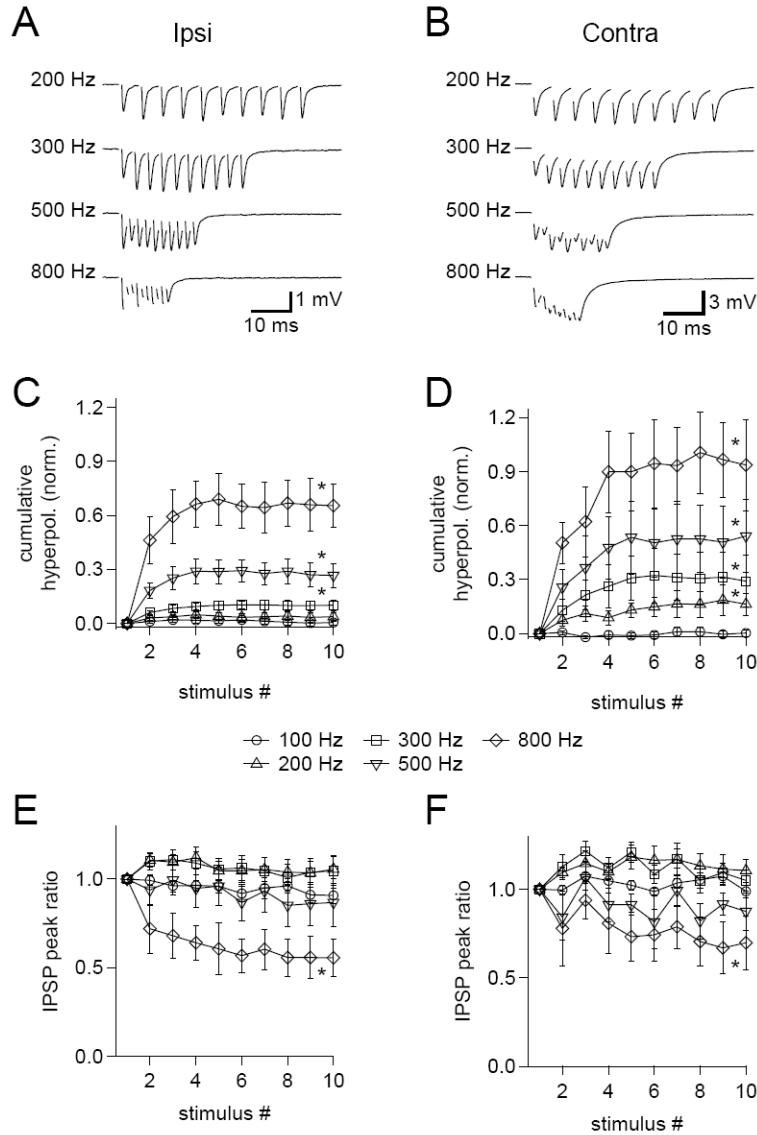 A
Ipsi
200 Hz
300 Hz
500 Hz
800 Hz
1 mV
10 ms
B
Contra
200 Hz
300 Hz
500 Hz
800 Hz
3 mV
10 ms
C
cumulative
hyperpol. (norm.)
1.2
0.9
0.6
0.3
0.0
*
*
*
2 4 6 8 10
stimulus #
D
cumulative
hyperpol. (norm.)
1.2
0.9
0.6
0.3
0.0
*
*
*
*
2 4 6 8 10
stimulus #
100 Hz 300 Hz 800 Hz
200 Hz 500 Hz
E
IPSP peak ratio
1.0
0.5
0.0
*
2 4 6 8 10
stimulus #
F
IPSP peak ratio
1.0
0.5
0.0
*
2 4 6 8 10
stimulus #